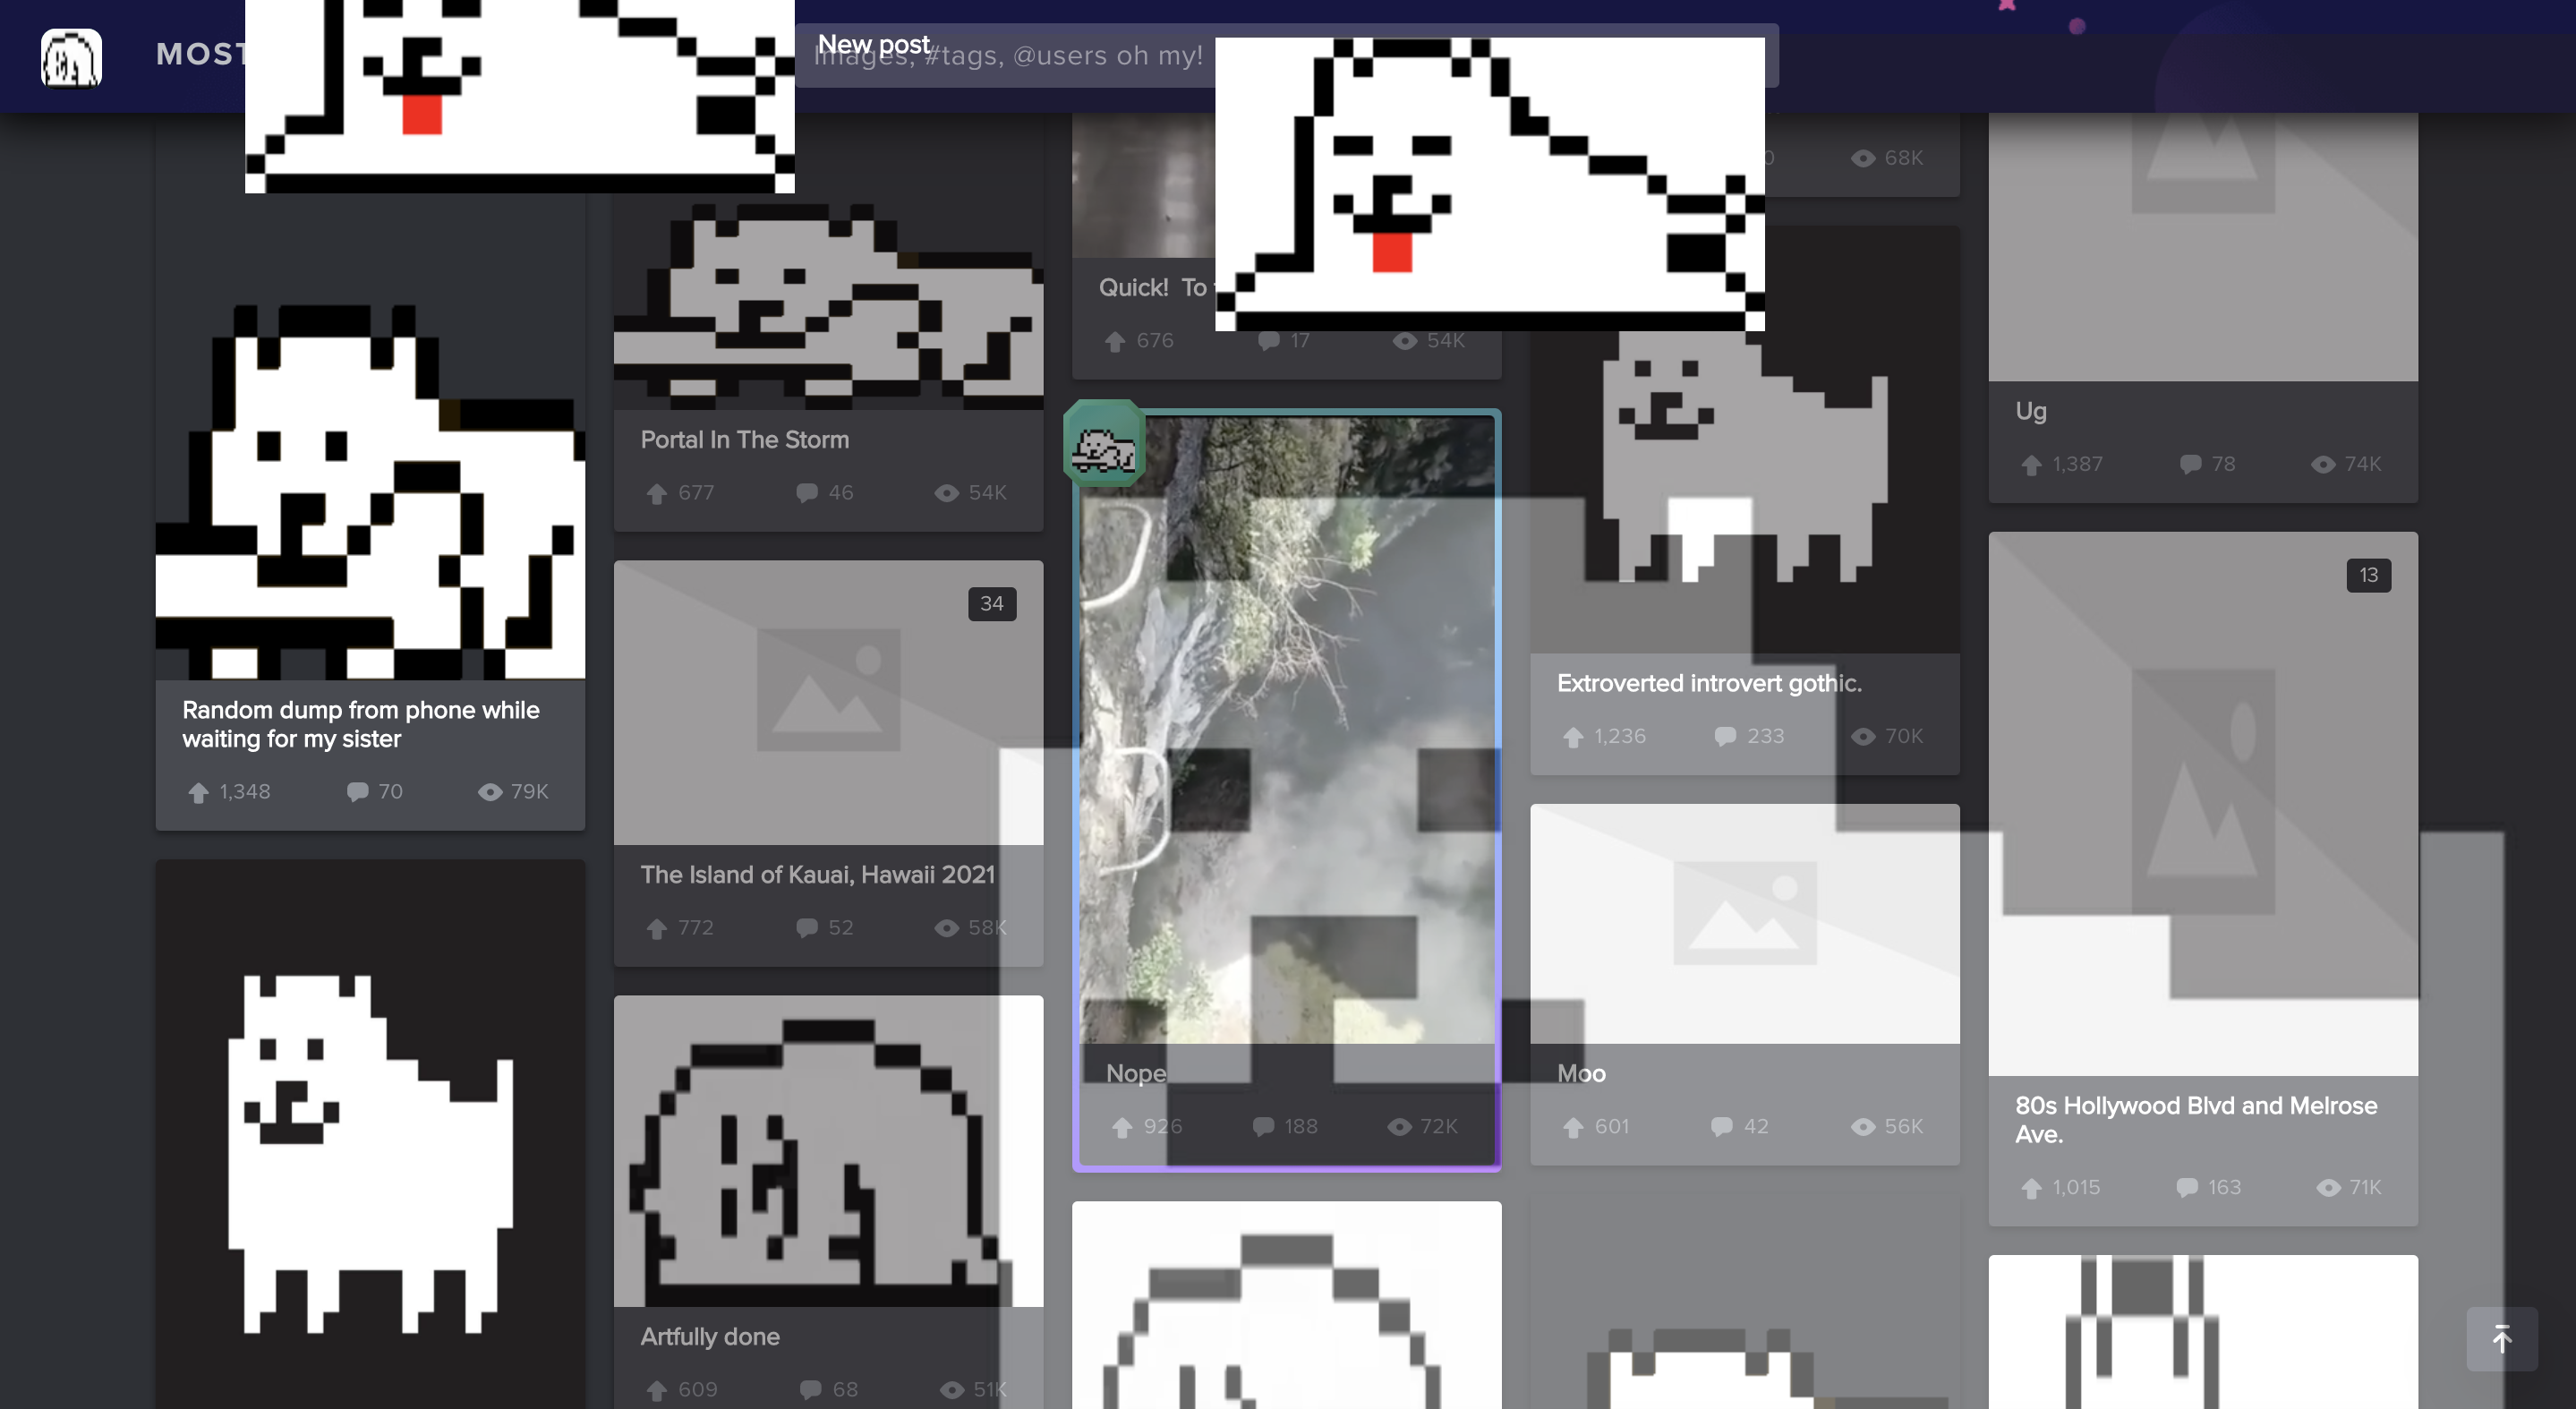 MOST
New post
Images, #tags, @users oh my!
68K
Quick! To
676 17 54K
Portal In The Storm
677 46 54K
Ug
1,387 78 74K
34
13
Random dump from phone while
waiting for my sister
1,348 70 79K
Extroverted introvert gothic.
1,236 233 70K
The Island of Kauai, Hawaii 2021
772 52 58K
Nope
926 188 72K
Moo
601 42 56K
80s Hollywood Blvd and Melrose
Ave.
1,015 163 71K
Artfully done
609 68 51K